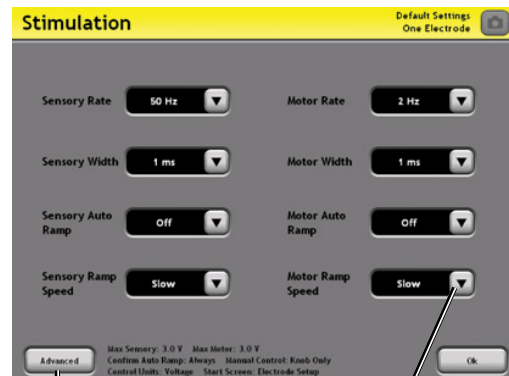 Stimulation
Default Settings
One Electrode
Sensory Rate 50 Hz Motor Rate 2 Hz
Sensory Width 1 ms Motor Width 1 ms
Sensory Auto Ramp Off Motor Auto Ramp Off
Sensory Ramp Speed Slow Motor Ramp Speed Slow
Advanced
Max Sensory: 3.0 V Max Motor: 3.0 V
Confirm Auto Ramp: Always Manual Control: Knob Only
Control Units: Voltage Start Screen: Electrode Setup
Ok